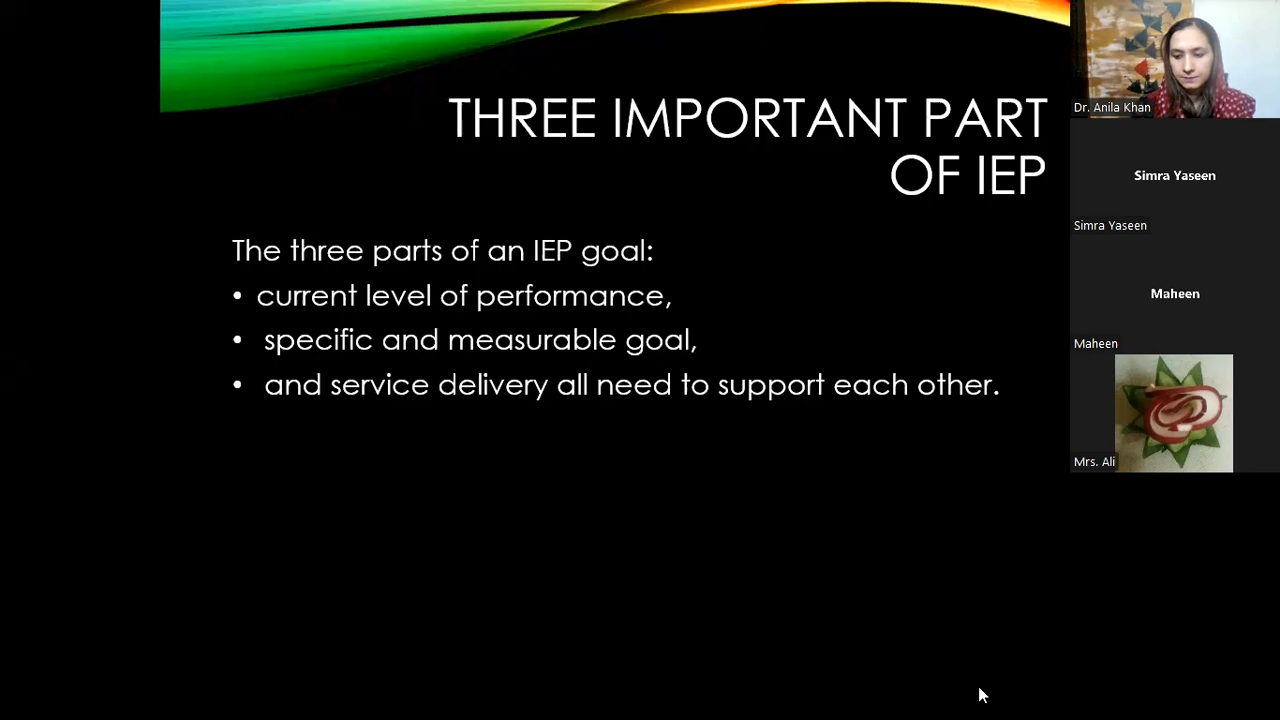 THREE IMPORTANT PART
OF IEP
The three parts of an IEP goal:
• current level of performance,
• specific and measurable goal,
• and service delivery all need to support each other.
Dr. Anila Khan
Simra Yaseen
Simra Yaseen
Maheen
Maheen
Mrs. Ali